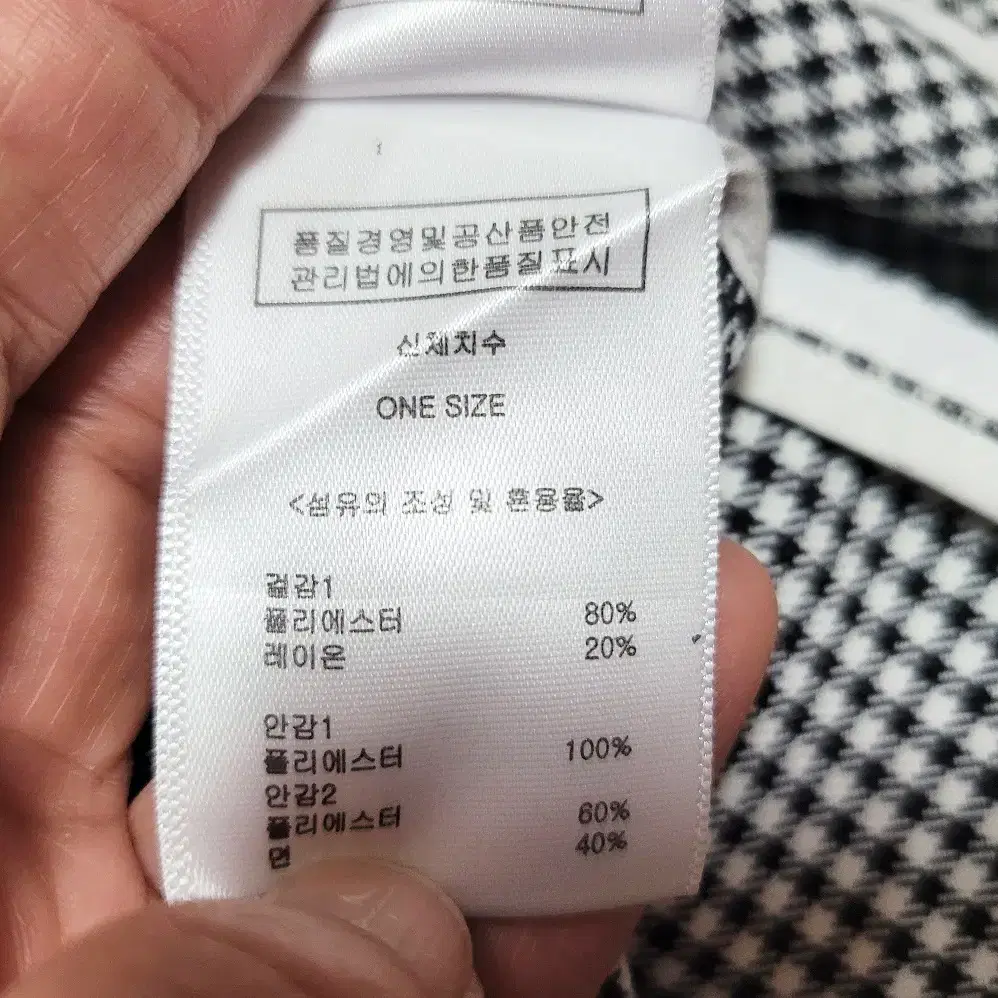 품질경영및공산품안전
관리법에의한품질표시
신체치수
ONE SIZE
<섬유의 조성 및 혼용율>
겉감1
폴리에스터 80%
레이온 20%
안감1
폴리에스터 100%
안감2
폴리에스터 60%
면 40%